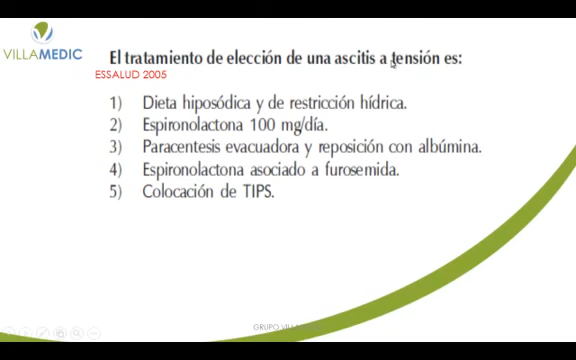 VILLAMEDIC
El tratamiento de elección de una ascitis a tensión es:
ESSALUD 2005
1) Dieta hiposódica y de restricción hídrica.
2) Espironolactona 100 mg/día.
3) Paracentesis evacuadora y reposición con albúmina.
4) Espironolactona asociado a furosemida.
5) Colocación de TIPS.
GRUPO